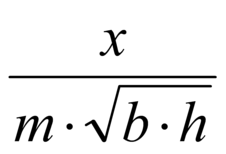 x
m · √b · h